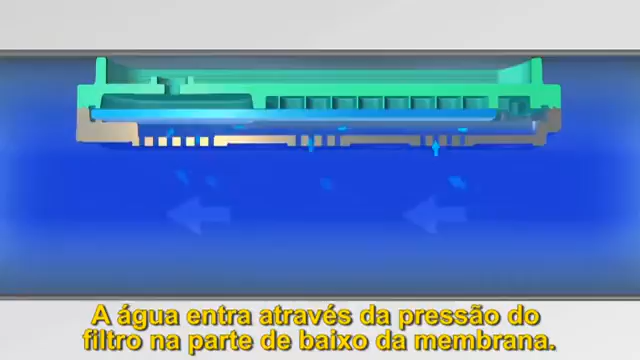 A água entra através da pressão do
filtro na parte de baixo da membrana.